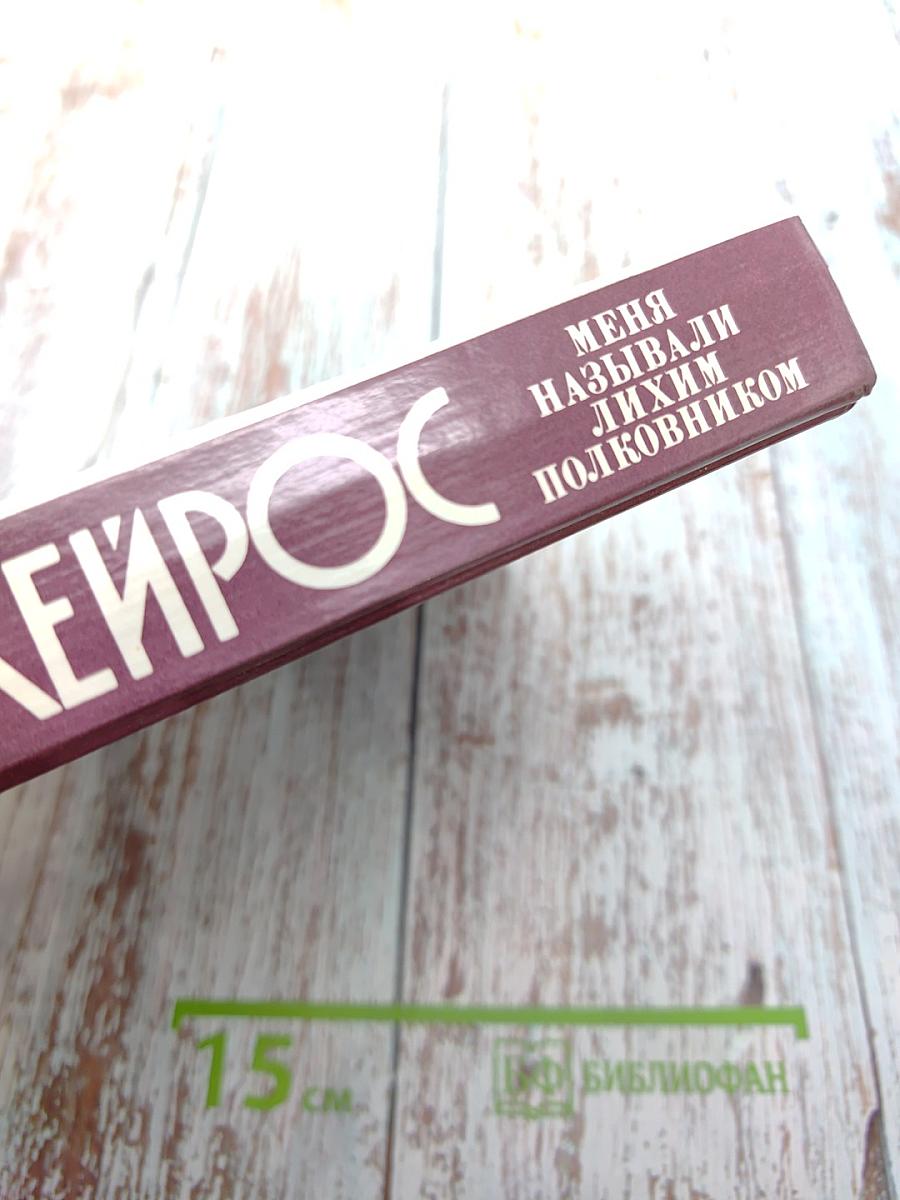 КЕЙРОС
МЕНЯ
НАЗЫВАЛИ
ЛИХИМ
ПОЛКОВНИКОМ
15 см
БФ БИБЛИОФАН